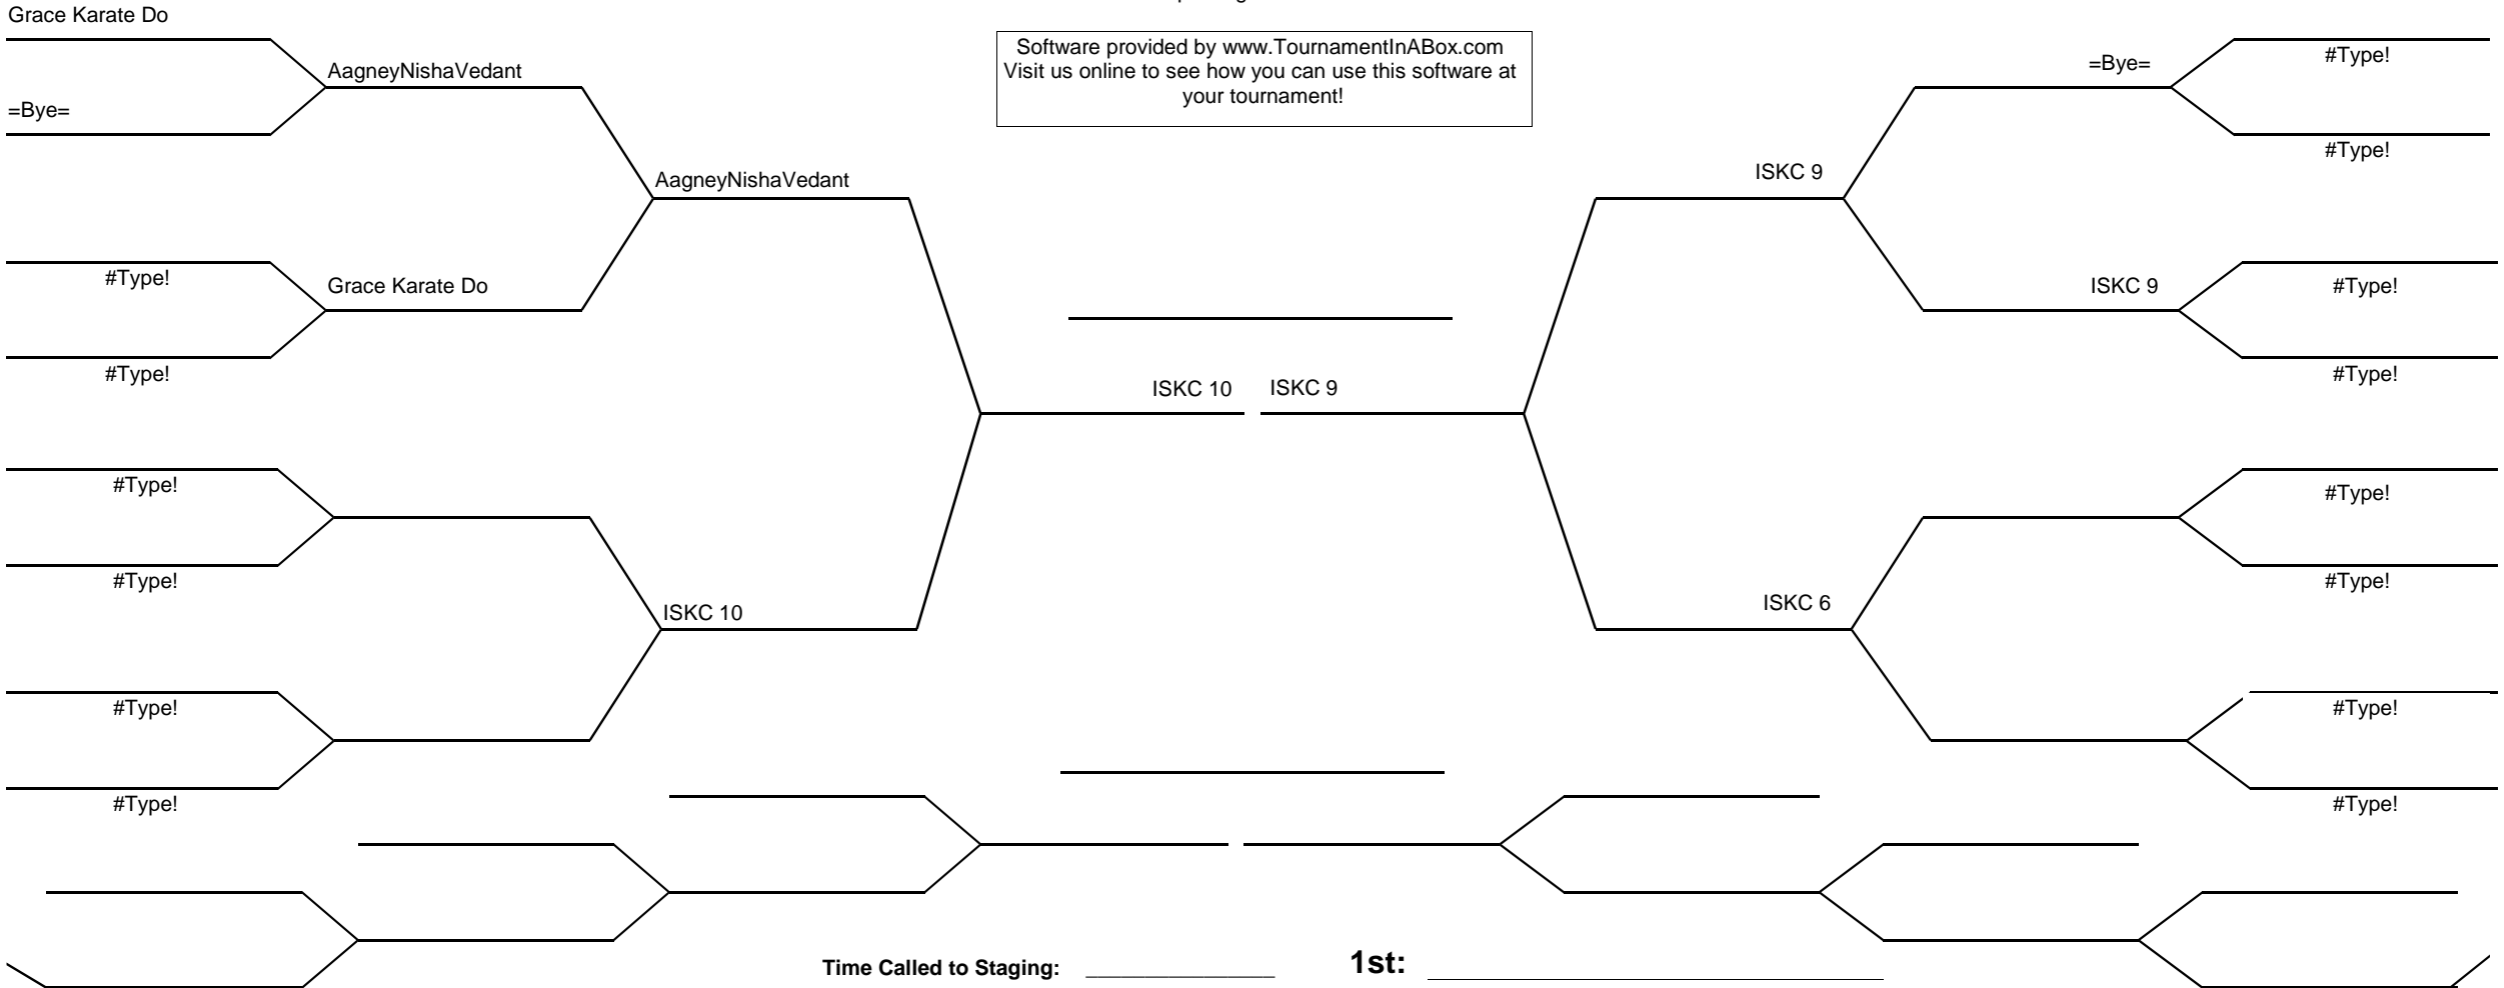 Grace Karate Do
=Bye=
AagneyNishaVedant
#Type!
#Type!
Grace Karate Do
AagneyNishaVedant
#Type!
#Type!
#Type!
#Type!
ISKC 10
ISKC 10
Software provided by www.TournamentInABox.com
Visit us online to see how you can use this software at
your tournament!
ISKC 9
ISKC 9
ISKC 6
=Bye=
ISKC 9
#Type!
#Type!
#Type!
#Type!
#Type!
#Type!
#Type!
#Type!
Time Called to Staging: ________________
1st: ___________________________